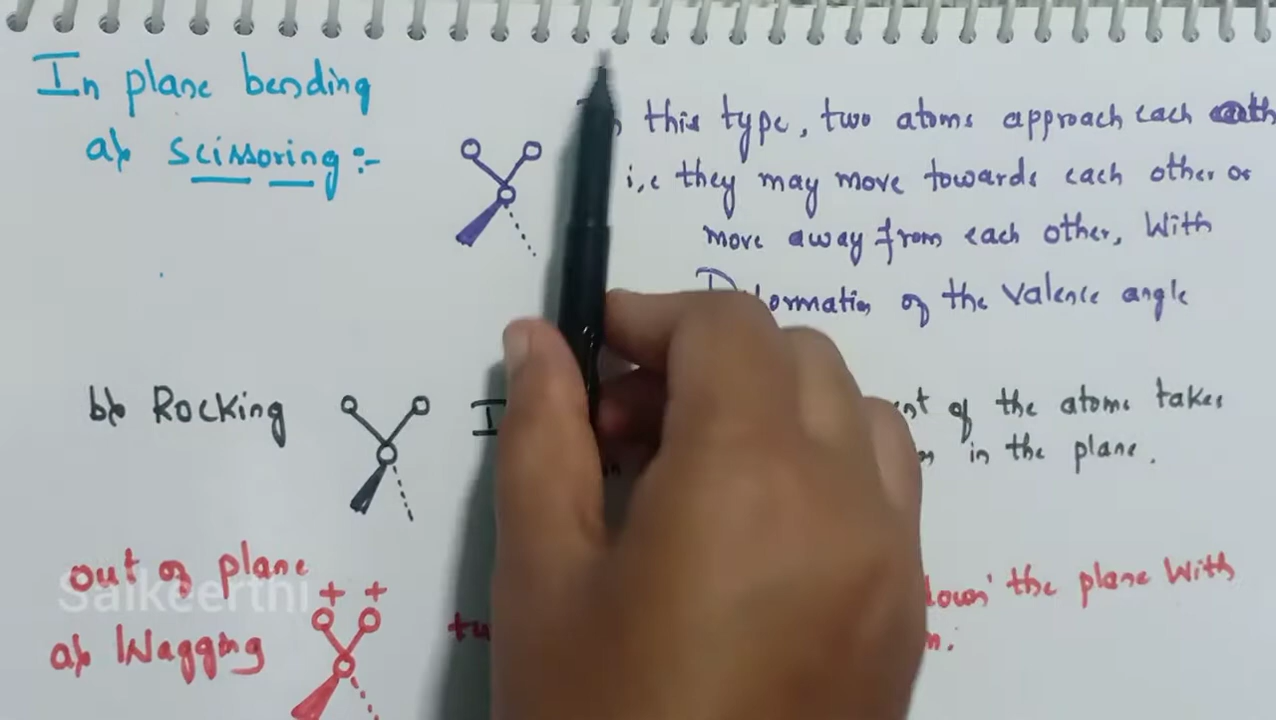 In plane bending
a) Scissoring :-
this type, two atoms approach each oth
i,e they may move towards each other or
move away from each other, With
of the Valence angle
b) Rocking
of the atoms takes
in the plane.
out of plane
Saikeerthi
+ +
a) Wagging
the plane With